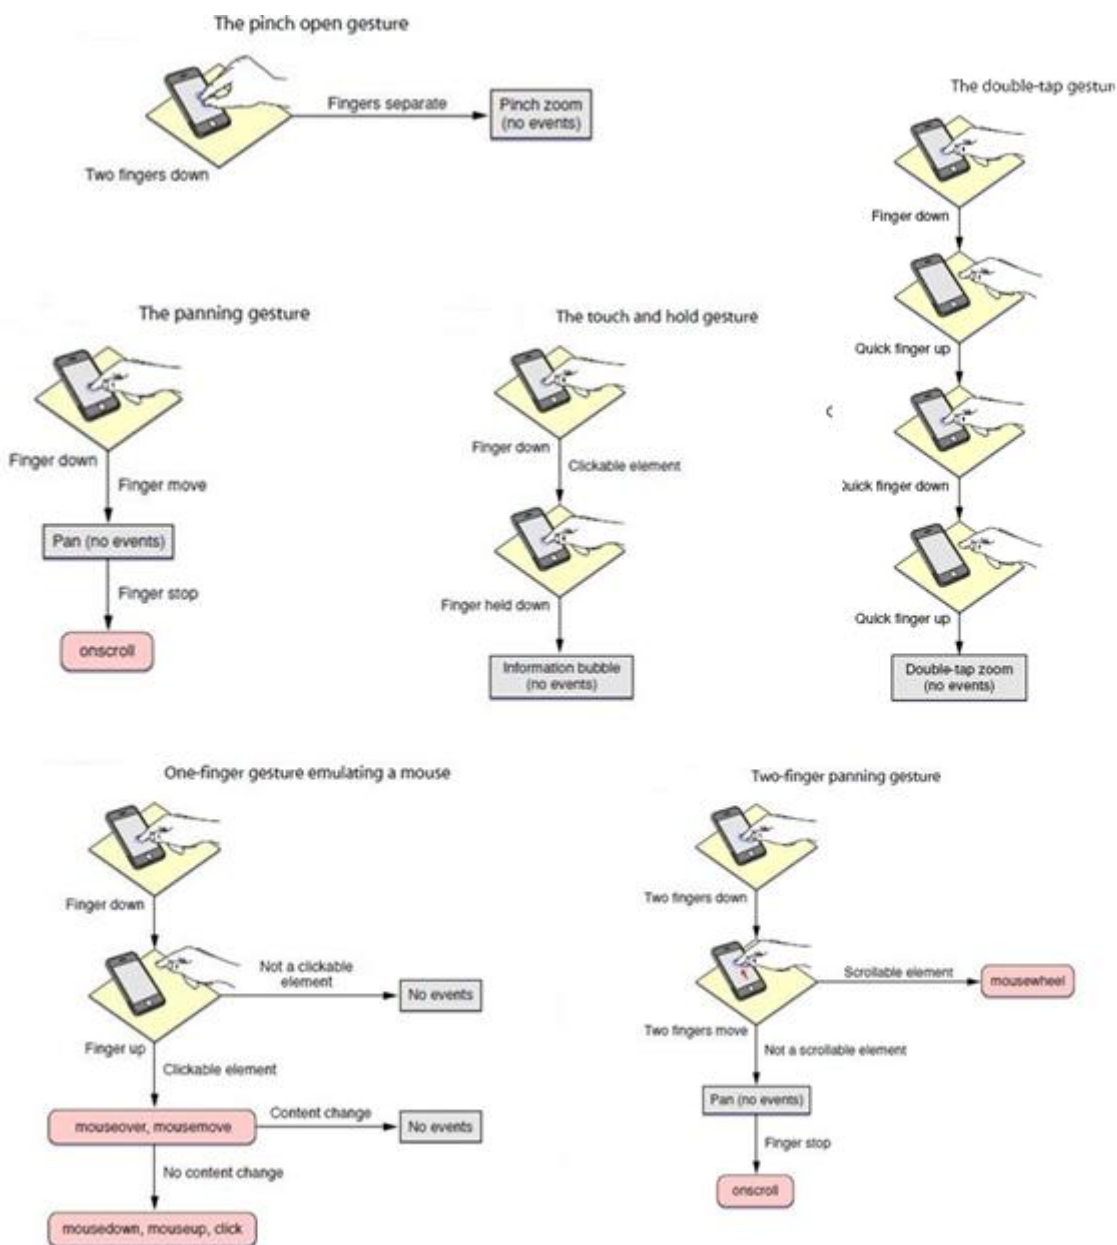 The pinch open gesture
Fingers separate
Pinch zoom
(no events)
Two fingers down
The double-tap gestur
Finger down
Quick finger up
Quick finger down
Quick finger up
Double-tap zoom
(no events)
The panning gesture
Finger down
Finger move
Pan (no events)
Finger stop
onscroll
The touch and hold gesture
Finger down
Clickable element
Finger held down
Information bubble
(no events)
One-finger gesture emulating a mouse
Finger down
Not a clickable
element
No events
Finger up
Clickable element
mouseover, mousemove
Content change
No events
No content change
mousedown, mouseup, click
Two-finger panning gesture
Two fingers down
Scrollable element
mousewheel
Two fingers move
Not a scrollable element
Pan (no events)
Finger stop
onscroll